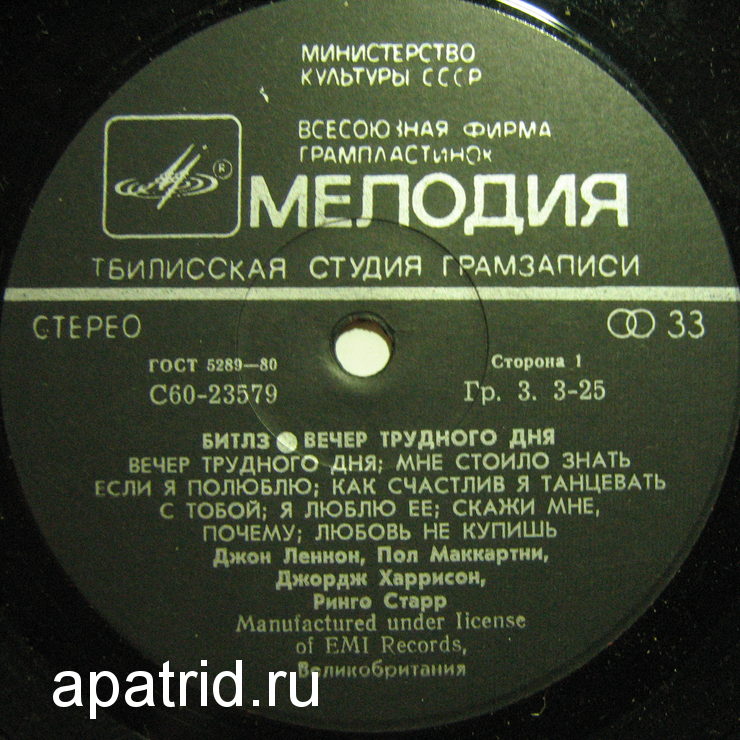 МИНИСТЕРСТВО
КУЛЬТУРЫ СССР
ВСЕСОЮЗНАЯ ФИРМА
ГРАМПЛАСТИНОК
®
МЕЛОДИЯ
ТБИЛИССКАЯ СТУДИЯ ГРАМЗАПИСИ
СТЕРЕО 33
ГОСТ 5289—80 Сторона 1
С60-23579 Гр. 3. 3-25
БИТЛЗ ВЕЧЕР ТРУДНОГО ДНЯ
ВЕЧЕР ТРУДНОГО ДНЯ; МНЕ СТОИЛО ЗНАТЬ
ЕСЛИ Я ПОЛЮБЛЮ; КАК СЧАСТЛИВ Я ТАНЦЕВАТЬ
С ТОБОЙ; Я ЛЮБЛЮ ЕЕ; СКАЖИ МНЕ,
ПОЧЕМУ; ЛЮБОВЬ НЕ КУПИШЬ
Джон Леннон, Пол Маккартни,
Джордж Харрисон,
Ринго Старр
Manufactured under license
of EMI Records,
Великобритания
apatrid.ru